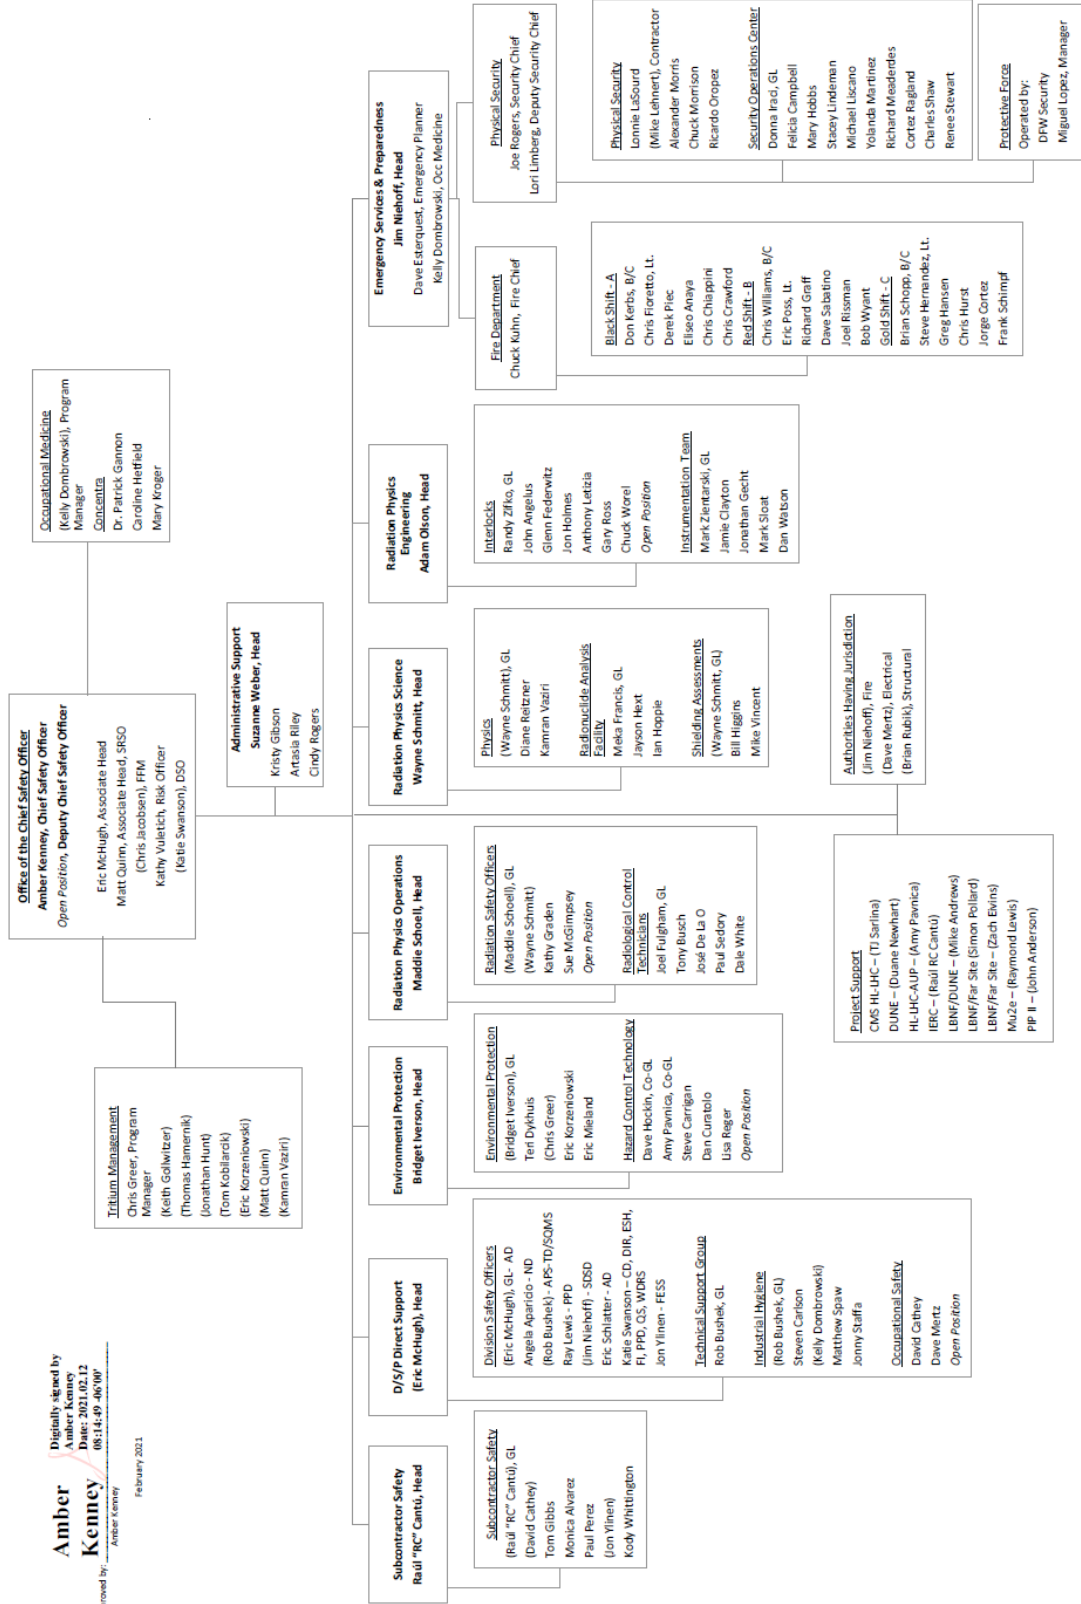 Office of the Chief Safety Officer
Amber Kenney, Chief Safety Officer
Open Position, Deputy Chief Safety Officer
Eric McHugh, Associate Head
Matt Quinn, Associate Head, SRSO
(Chris Jacobsen), FFM
Kathy Vuletich, Risk Officer
(Katie Swanson), DSO
Amber
Kenney
Digitally signed by
Amber Kenney
Date: 2021.02.12
08:14:49 -06'00'
roved by:
Amber Kenney
February 2021
Tritium Management
Chris Greer, Program
Manager
(Keith Gollwitzer)
(Thomas Hamernik)
(Jonathan Hunt)
(Tom Kobilarcik)
(Eric Korzeniowski)
(Matt Quinn)
(Kamran Vaziri)
Occupational Medicine
(Kelly Dombrowski), Program
Manager
Concentra
Dr. Patrick Gannon
Caroline Hetfield
Mary Kroger
Administrative Support
Suzanne Weber, Head
Kristy Gibson
Artasia Riley
Cindy Rogers
Subcontractor Safety
Raúl "RC" Cantú, Head
Subcontractor Safety
(Raúl "RC" Cantú), GL
(David Cathey)
Tom Gibbs
Monica Alvarez
Paul Perez
(Jon Ylinen)
Kody Whittington
D/S/P Direct Support
(Eric McHugh), Head
Division Safety Officers
(Eric McHugh), GL- AD
Angela Aparicio - ND
(Rob Bushek) - APS-TD/SQMS
Ray Lewis - PPD
(Jim Niehoff) - SDSD
Eric Schlatter - AD
Katie Swanson – CD, DIR, ESH,
FI, PPD, QS, WDRS
Jon Ylinen - FESS
Technical Support Group
Rob Bushek, GL
Industrial Hygiene
(Rob Bushek, GL)
Steven Carlson
(Kelly Dombrowski)
Matthew Spaw
Jonny Staffa
Occupational Safety
David Cathey
Dave Mertz
Open Position
Environmental Protection
Bridget Iverson, Head
Environmental Protection
(Bridget Iverson), GL
Teri Dykhuis
(Chris Greer)
Eric Korzeniowski
Eric Mieland
Hazard Control Technology
Dave Hockin, Co-GL
Amy Pavnica, Co-GL
Steve Carrigan
Dan Curatolo
Lisa Reger
Open Position
Radiation Physics Operations
Maddie Schoell, Head
Radiation Safety Officers
(Maddie Schoell), GL
(Wayne Schmitt)
Kathy Graden
Sue McGimpsey
Open Position
Radiological Control
Technicians
Joel Fulgham, GL
Tony Busch
José De La O
Paul Sedory
Dale White
Radiation Physics Science
Wayne Schmitt, Head
Physics
(Wayne Schmitt), GL
Diane Reitzner
Kamran Vaziri
Radionuclide Analysis
Facility
Meka Francis, GL
Jayson Hext
Ian Hoppie
Shielding Assessments
(Wayne Schmitt, GL)
Bill Higgins
Mike Vincent
Radiation Physics
Engineering
Adam Olson, Head
Interlocks
Randy Zifko, GL
John Angelus
Glenn Federwitz
Jon Holmes
Anthony Letizia
Gary Ross
Chuck Worel
Open Position
Instrumentation Team
Mark Zientarski, GL
Jamie Clayton
Jonathan Gecht
Mark Sloat
Dan Watson
Emergency Services & Preparedness
Jim Niehoff, Head
Dave Esterquest, Emergency Planner
Kelly Dombrowski, Occ Medicine
Fire Department
Chuck Kuhn, Fire Chief
Black Shift - A
Don Kerbs, B/C
Chris Fioretto, Lt.
Derek Piec
Eliseo Anaya
Chris Chiappini
Chris Crawford
Red Shift - B
Chris Williams, B/C
Eric Poss, Lt.
Richard Graff
Dave Sabatino
Joel Rissman
Bob Wyant
Gold Shift - C
Brian Schopp, B/C
Steve Hernandez, Lt.
Greg Hansen
Chris Hurst
Jorge Cortez
Frank Schimpf
Physical Security
Joe Rogers, Security Chief
Lori Limberg, Deputy Security Chief
Physical Security
Lonnie LaSourd
(Mike Lehnert), Contractor
Alexander Morris
Chuck Morrison
Ricardo Oropez
Security Operations Center
Donna Iraci, GL
Felicia Campbell
Mary Hobbs
Stacey Lindeman
Michael Liscano
Yolanda Martinez
Richard Meaderdes
Cortez Ragland
Charles Shaw
Renee Stewart
Protective Force
Operated by:
DFW Security
Miguel Lopez, Manager
Project Support
CMS HL-LHC – (TJ Sarlina)
DUNE – (Duane Newhart)
HL-LHC-AUP – (Amy Pavnica)
IERC – (Raúl RC Cantú)
LBNF/DUNE – (Mike Andrews)
LBNF/Far Site (Simon Pollard)
LBNF/Far Site – (Zach Elvins)
Mu2e – (Raymond Lewis)
PIP II – (John Anderson)
Authorities Having Jurisdiction
(Jim Niehoff), Fire
(Dave Mertz), Electrical
(Brian Rubik), Structural